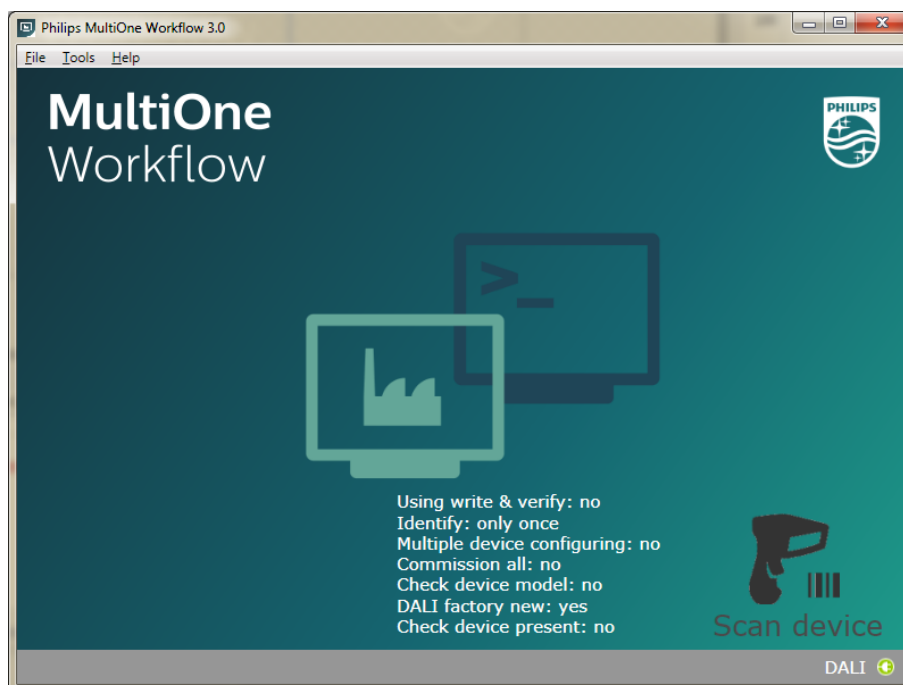 Philips MultiOne Workflow 3.0
File Tools Help
MultiOne
Workflow
PHILIPS
>_
Using write & verify: no
Identify: only once
Multiple device configuring: no
Commission all: no
Check device model: no
DALI factory new: yes
Check device present: no
Scan device
DALI